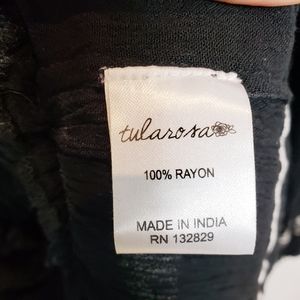 tularosa
100% RAYON
MADE IN INDIA
RN 132829